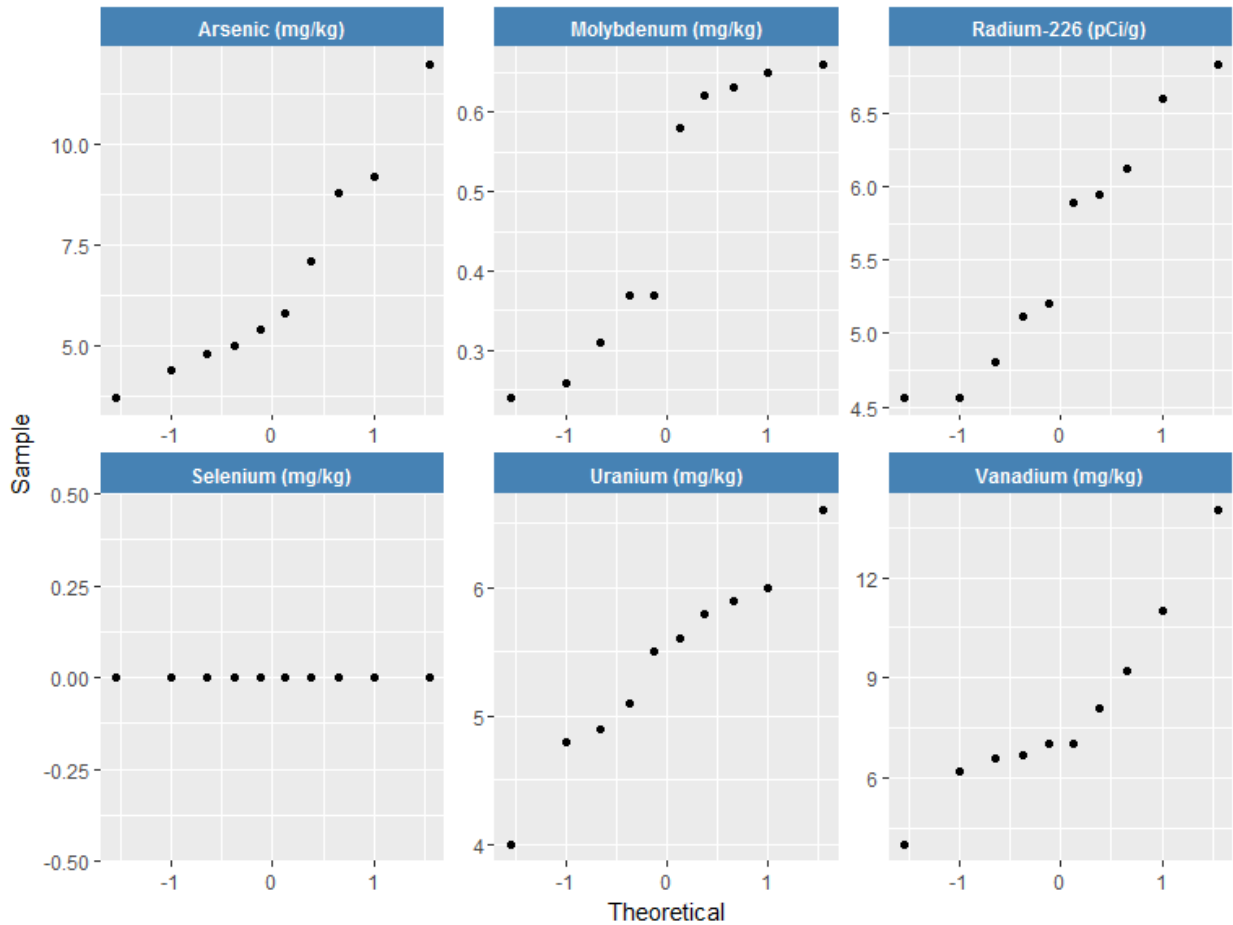 Arsenic (mg/kg)
Molybdenum (mg/kg)
Radium-226 (pCi/g)
10.0
7.5
5.0
0.6
0.5
0.4
0.3
6.5
6.0
5.5
5.0
4.5
-1 0 1
-1 0 1
-1 0 1
Sample
Selenium (mg/kg)
Uranium (mg/kg)
Vanadium (mg/kg)
0.50
0.25
0.00
-0.25
-0.50
6
5
4
12
9
6
-1 0 1
-1 0 1
-1 0 1
Theoretical